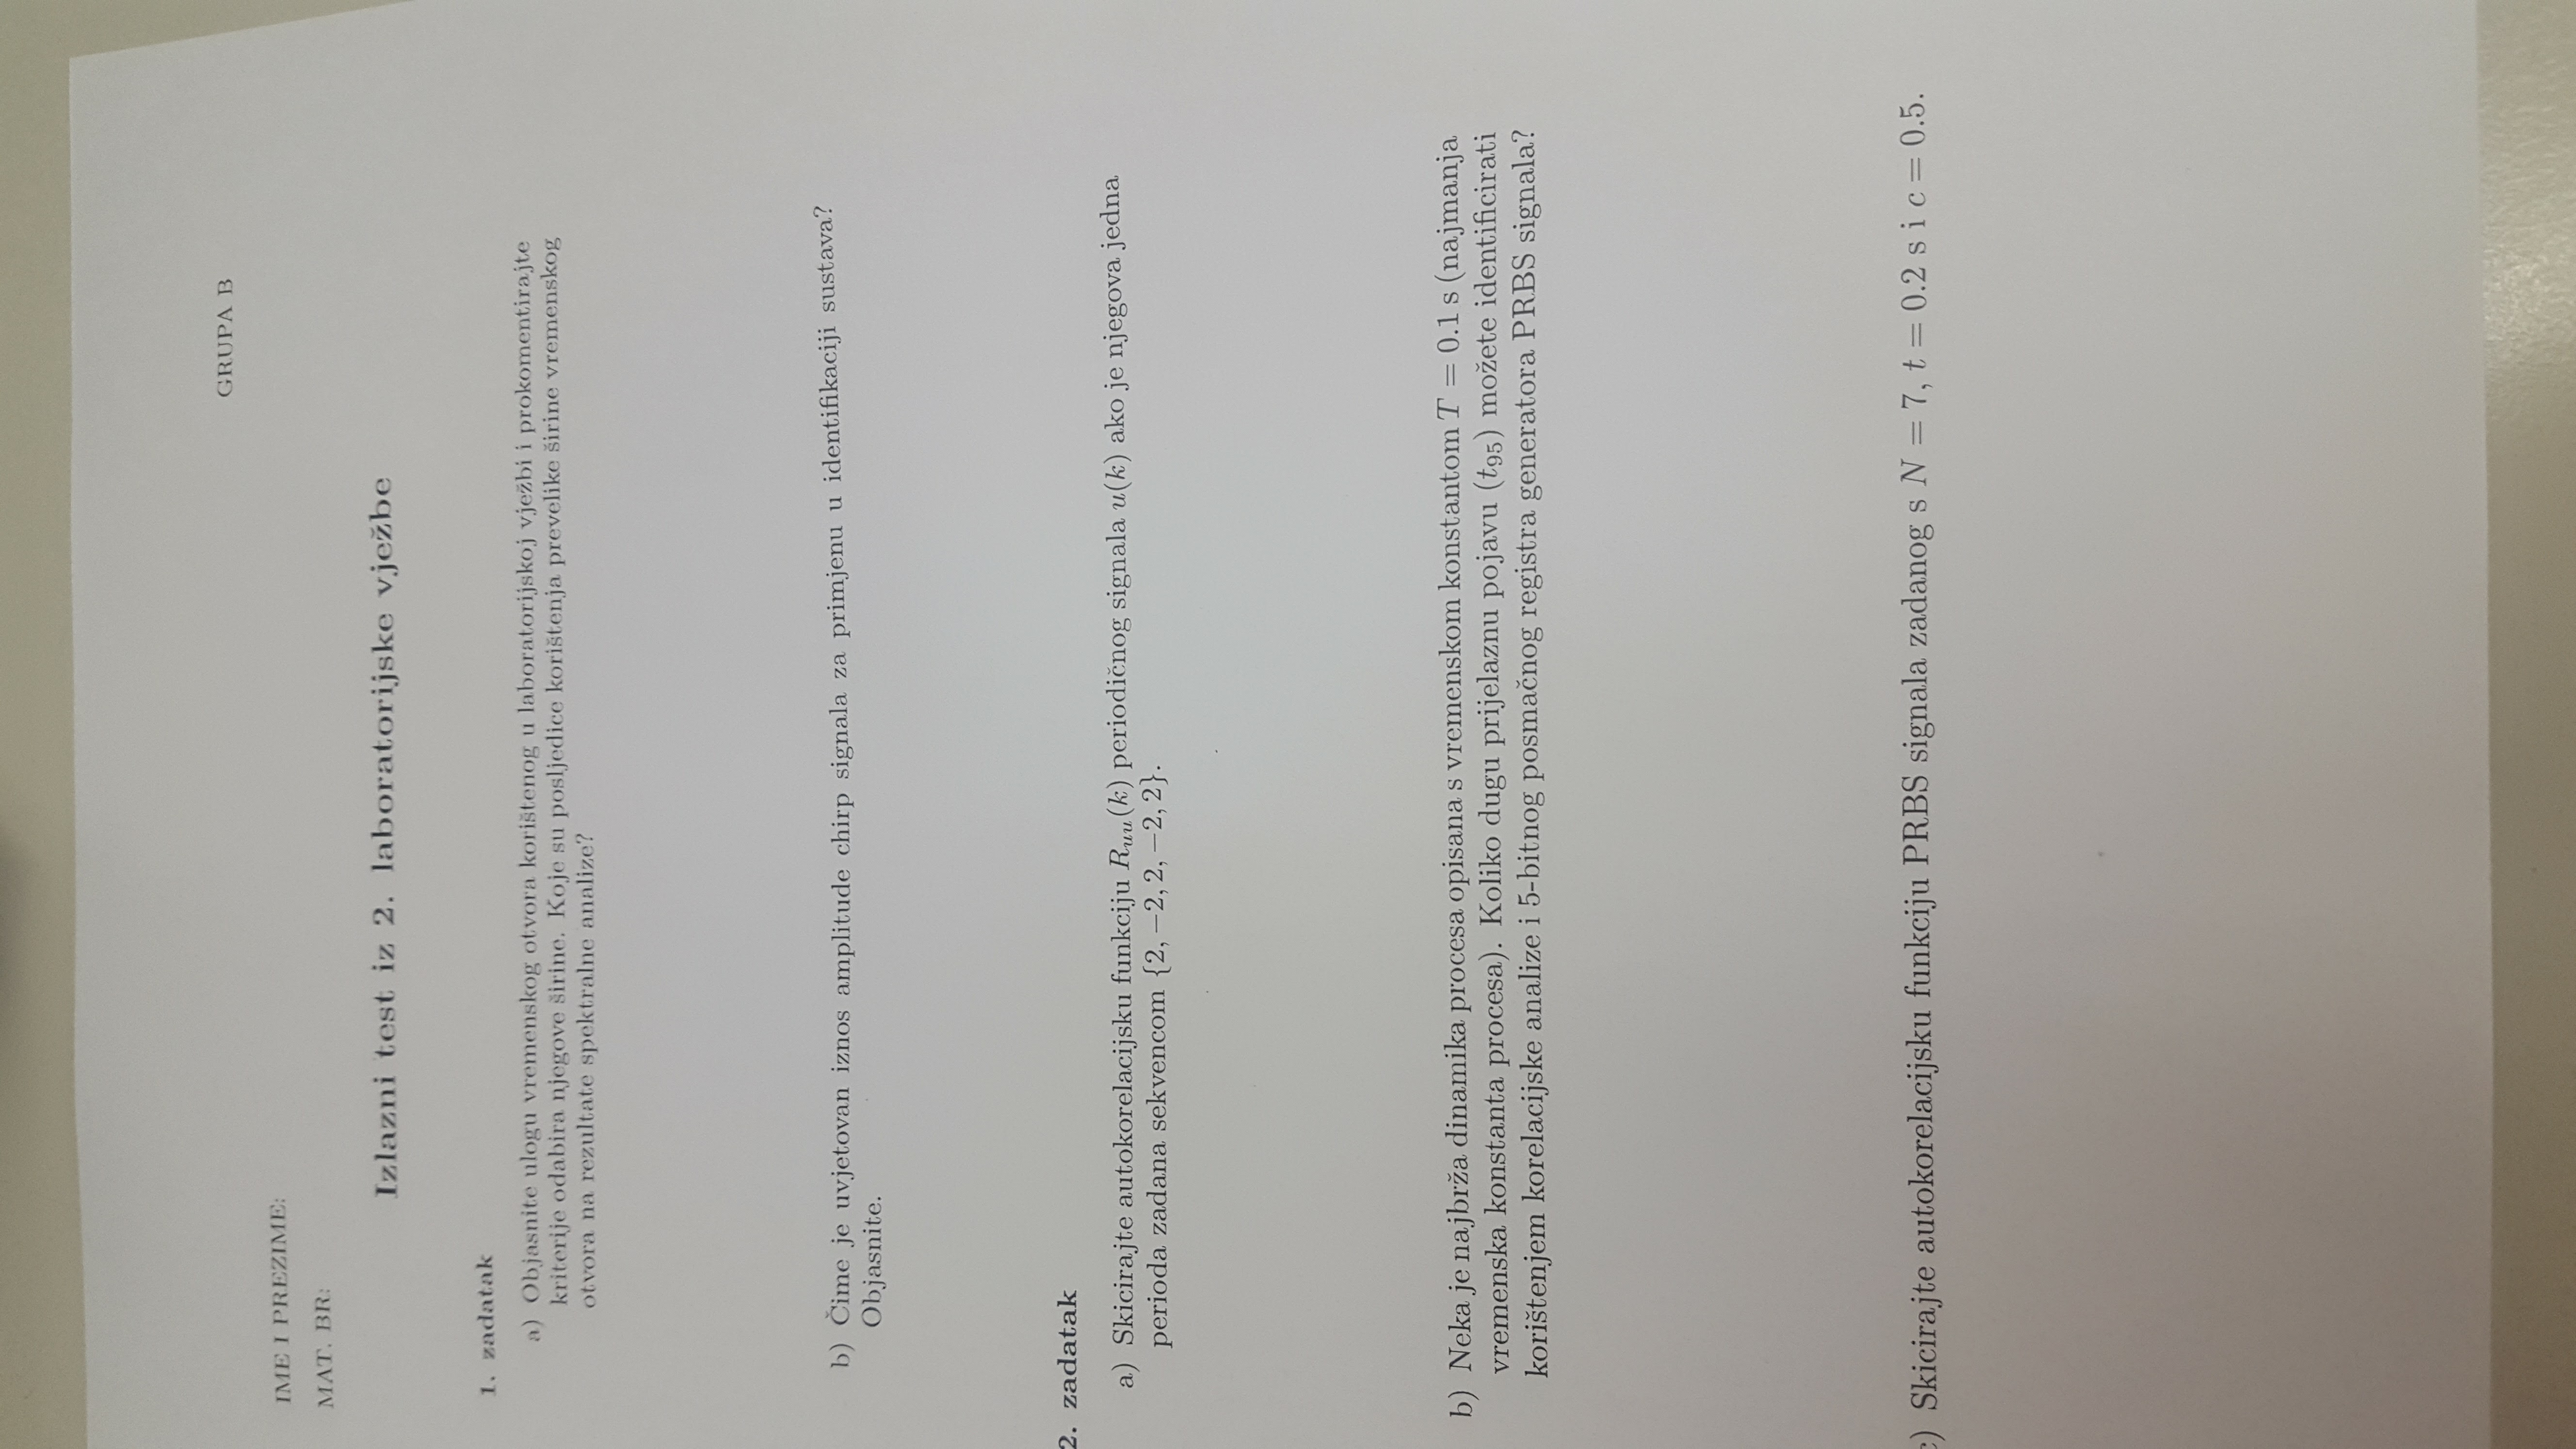 GRUPA B
IME I PREZIME:
MAT. BR:
Izlazni test iz 2. laboratorijske vježbe
1. zadatak
a) Objasnite ulogu vremenskog otvora korištenog u laboratorijskoj vježbi i prokomentirajte
kriterije odabira njegove širine. Koje su posljedice korištenja prevelike širine vremenskog
otvora na rezultate spektralne analize?
b) Čime je uvjetovan iznos amplitude chirp signala za primjenu u identifikaciji sustava?
Objasnite.
2. zadatak
a) Skicirajte autokorelacijsku funkciju Ruu(k) periodičnog signala u(k) ako je njegova jedna
perioda zadana sekvencom {2, −2, 2, −2, 2}.
b) Neka je najbrža dinamika procesa opisana s vremenskom konstantom T = 0.1 s (najmanja
vremenska konstanta procesa). Koliko dugu prijelaznu pojavu (t95) možete identificirati
korištenjem korelacijske analize i 5-bitnog posmačnog registra generatora PRBS signala?
c) Skicirajte autokorelacijsku funkciju PRBS signala zadanog s N = 7, t = 0.2 s i c = 0.5.